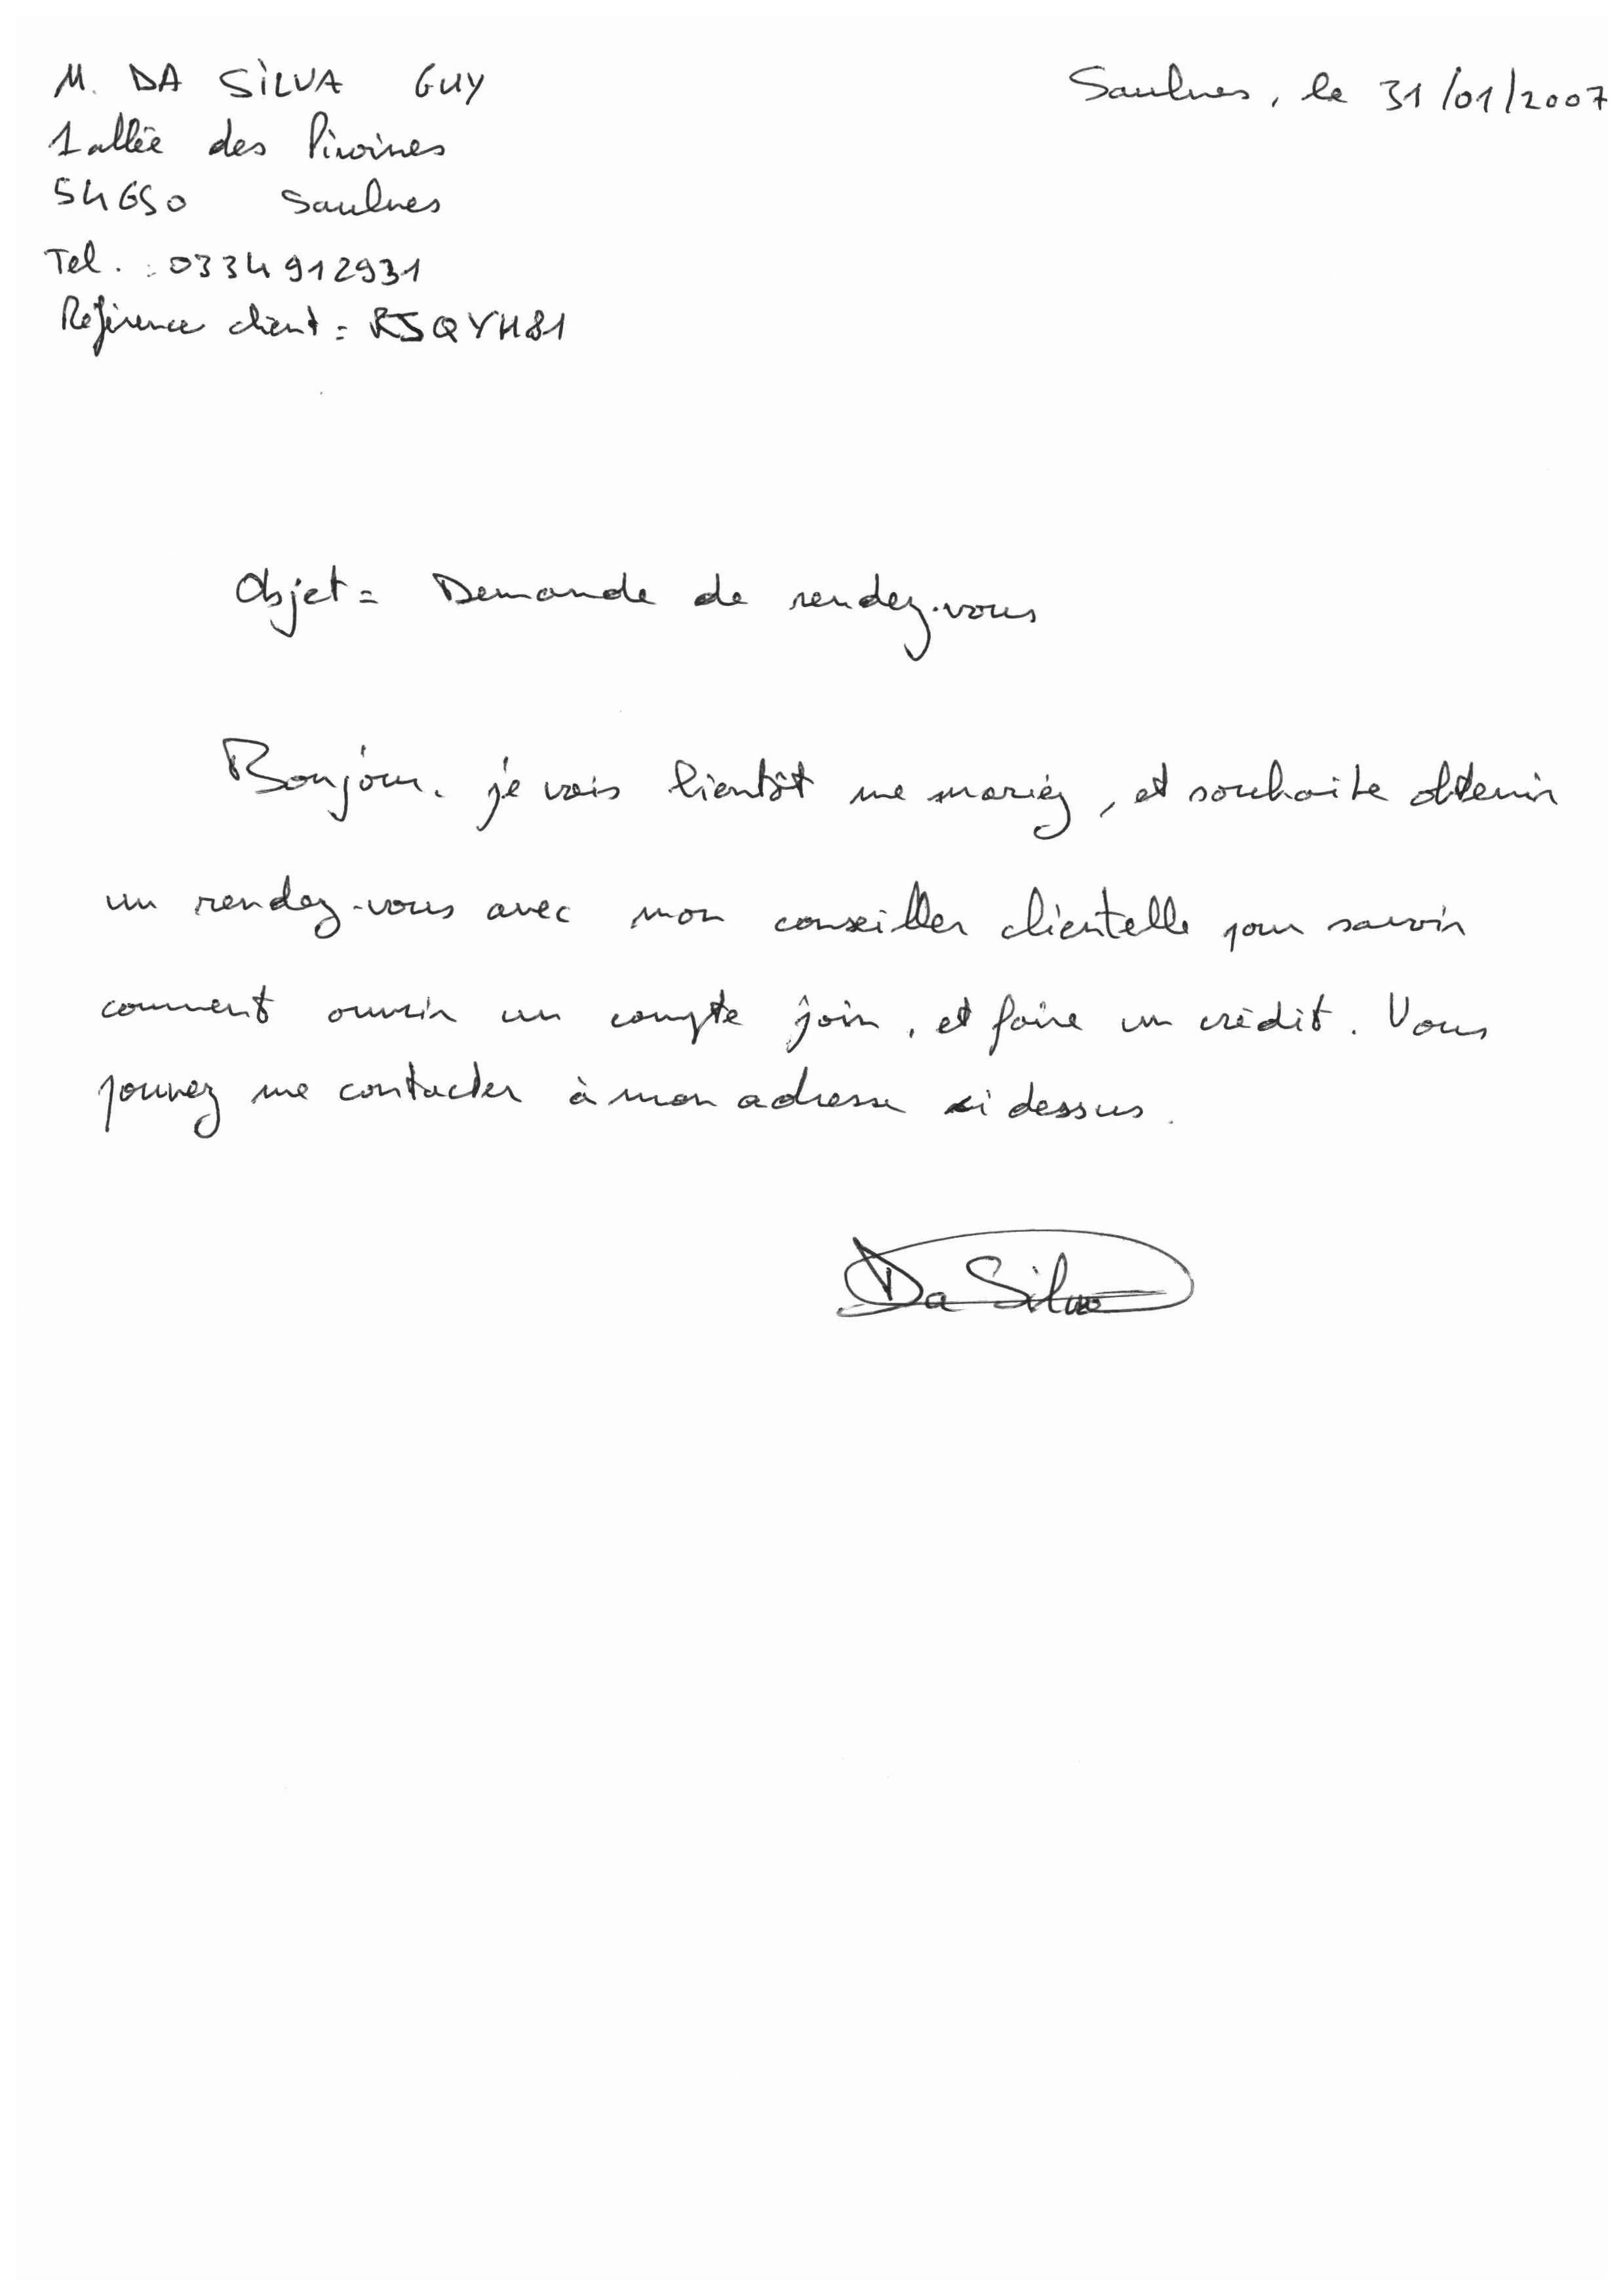 M. DA SILVA GUY
Saulnes, le 31/01/2007
1 allée des Pivoines
54650 Saulnes
Tel. : 0334912931
Référence client = RJQYH81
Objet = Demande de rendez-vous
Bonjour. je vais bientôt me mariez, et souhaite obtenir
un rendez-vous avec mon conseiller clientelle pour savoir
comment ouvrir un compte join, et faire un crédit. Vous
pouvez me contacter à mon adresse ci dessus.
Da Silva